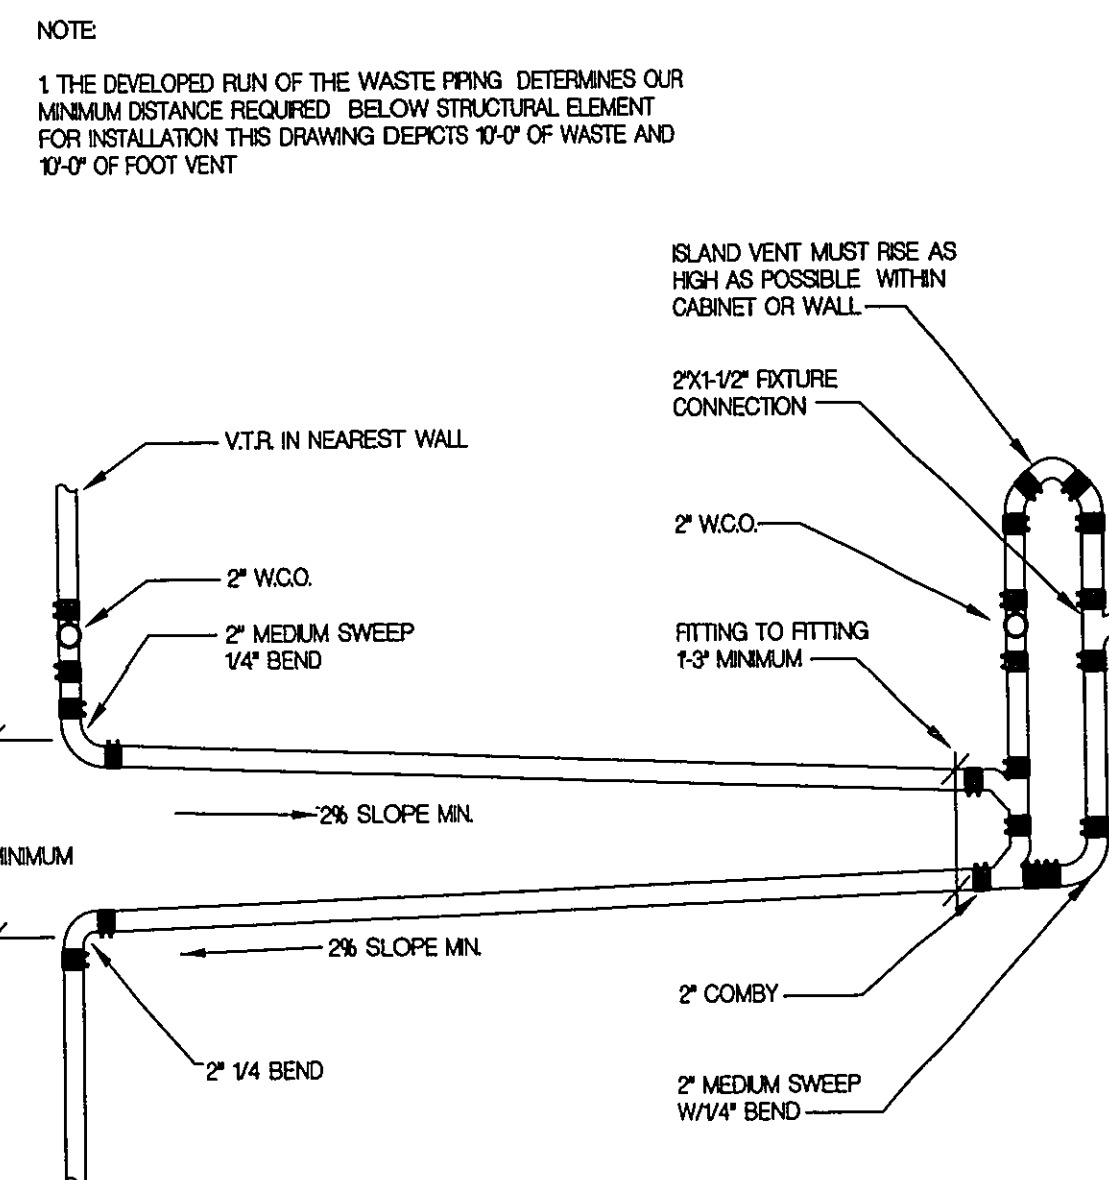 NOTE:
1. THE DEVELOPED RUN OF THE WASTE PIPING DETERMINES OUR
MINIMUM DISTANCE REQUIRED BELOW STRUCTURAL ELEMENT
FOR INSTALLATION THIS DRAWING DEPICTS 10'-0" OF WASTE AND
10'-0" OF FOOT VENT
ISLAND VENT MUST RISE AS
HIGH AS POSSIBLE WITHIN
CABINET OR WALL
2"X1-1/2" FIXTURE
CONNECTION
V.T.R. IN NEAREST WALL
2" W.C.O.
2" W.C.O.
2" MEDIUM SWEEP
1/4" BEND
FITTING TO FITTING
1'-3" MINIMUM
2% SLOPE MIN.
MINIMUM
2% SLOPE MIN.
2" COMBY
2" 1/4 BEND
2" MEDIUM SWEEP
W/1/4" BEND